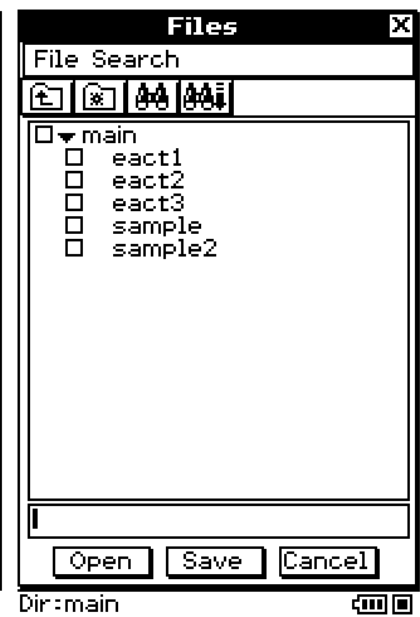 Files
File Search
main
eact1
eact2
eact3
sample
sample2
Open Save Cancel
Dir:main